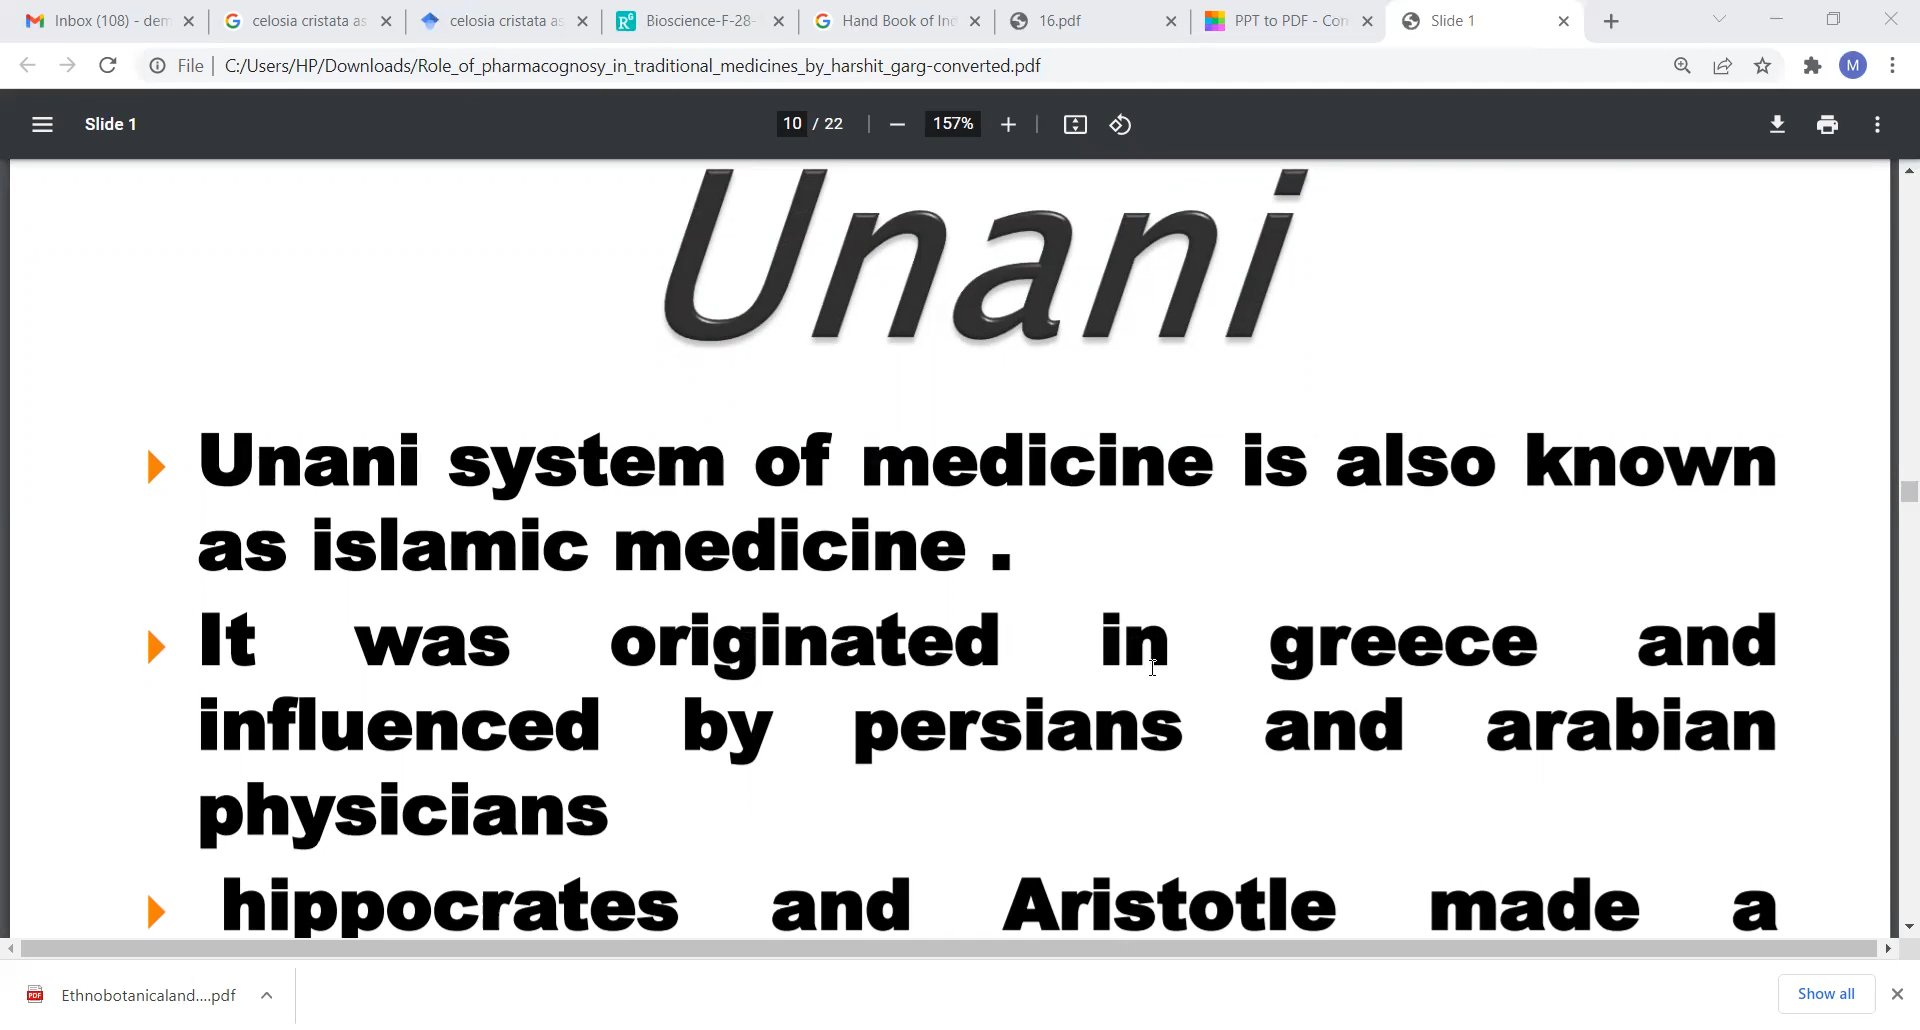 Inbox (108) - dem
celosia cristata as
celosia cristata as
Bioscience-F-28-
Hand Book of Ind
16.pdf
PPT to PDF - Con
Slide 1
File
C:/Users/HP/Downloads/Role_of_pharmacognosy_in_traditional_medicines_by_harshit_garg-converted.pdf
M
Slide 1
10 / 22
157%
Unani
Unani system of medicine is also known
as islamic medicine .
It was originated in greece and
influenced by persians and arabian
physicians
hippocrates and Aristotle made a
Ethnobotanicaland....pdf
Show all